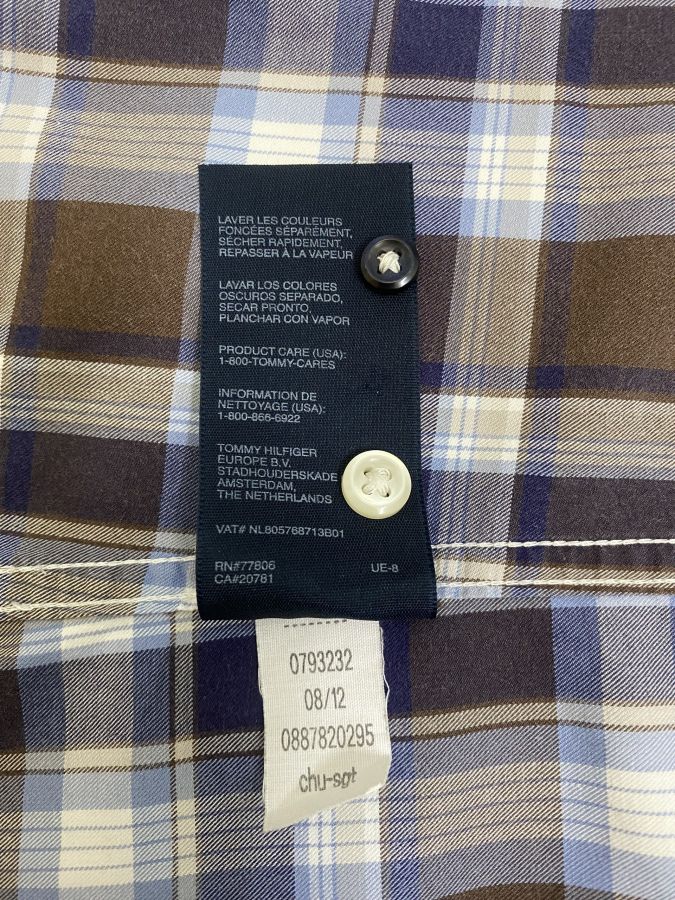 LAVER LES COULEURS
FONCÉES SÉPARÉMENT,
SÉCHER RAPIDEMENT,
REPASSER À LA VAPEUR
LAVAR LOS COLORES
OSCUROS SEPARADO,
SECAR PRONTO,
PLANCHAR CON VAPOR
PRODUCT CARE (USA):
1-800-TOMMY-CARES
INFORMATION DE
NETTOYAGE (USA):
1-800-866-6922
TOMMY HILFIGER
EUROPE B.V.
STADHOUDERSKADE
AMSTERDAM,
THE NETHERLANDS
VAT# NL805768713B01
RN#77806 UE-8
CA#20781
0793232
08/12
0887820295
chu-sgt